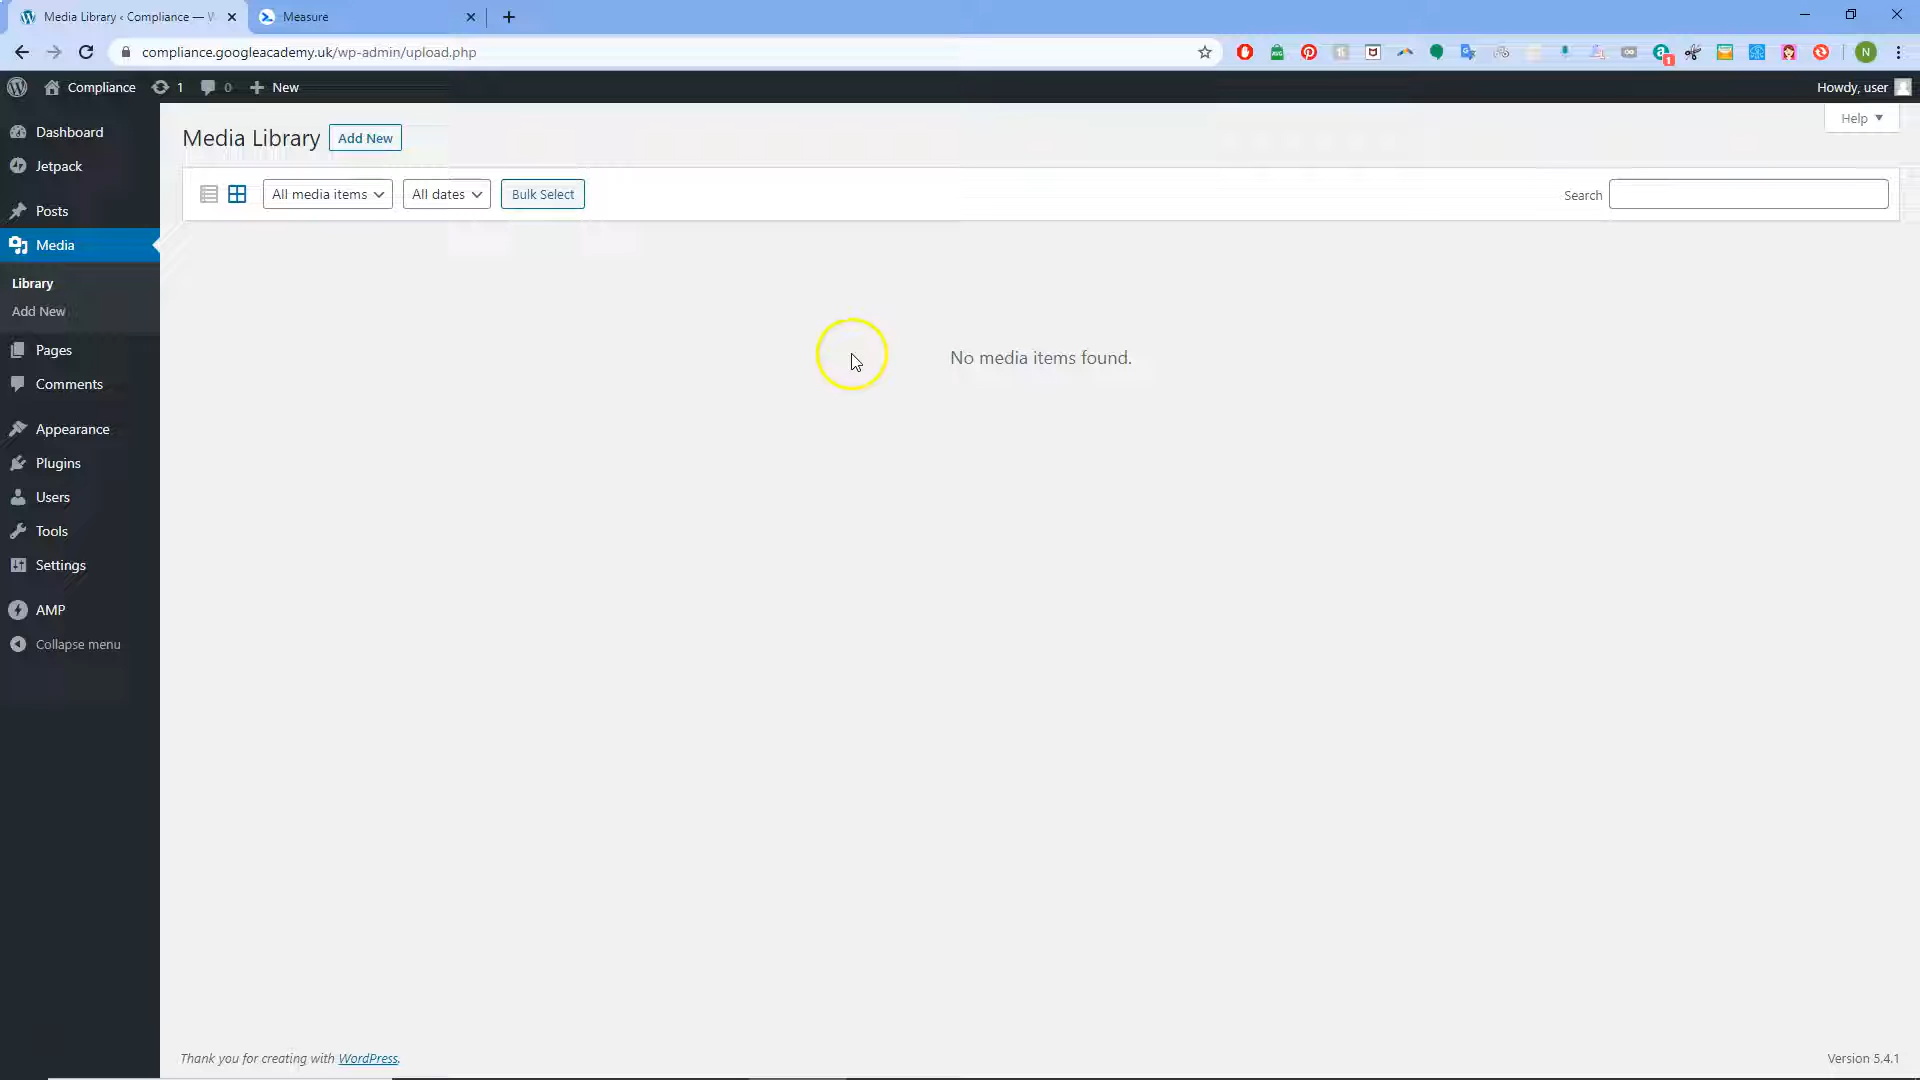 Media Library ‹ Compliance — W
Measure
compliance.googleacademy.uk/wp-admin/upload.php
N
Compliance
1
0
New
Howdy, user
Dashboard
Media Library
Add New
Help
Jetpack
All media items
All dates
Bulk Select
Search
Posts
Media
Library
Add New
Pages
No media items found.
Comments
Appearance
Plugins
Users
Tools
Settings
AMP
Collapse menu
Thank you for creating with WordPress.
Version 5.4.1